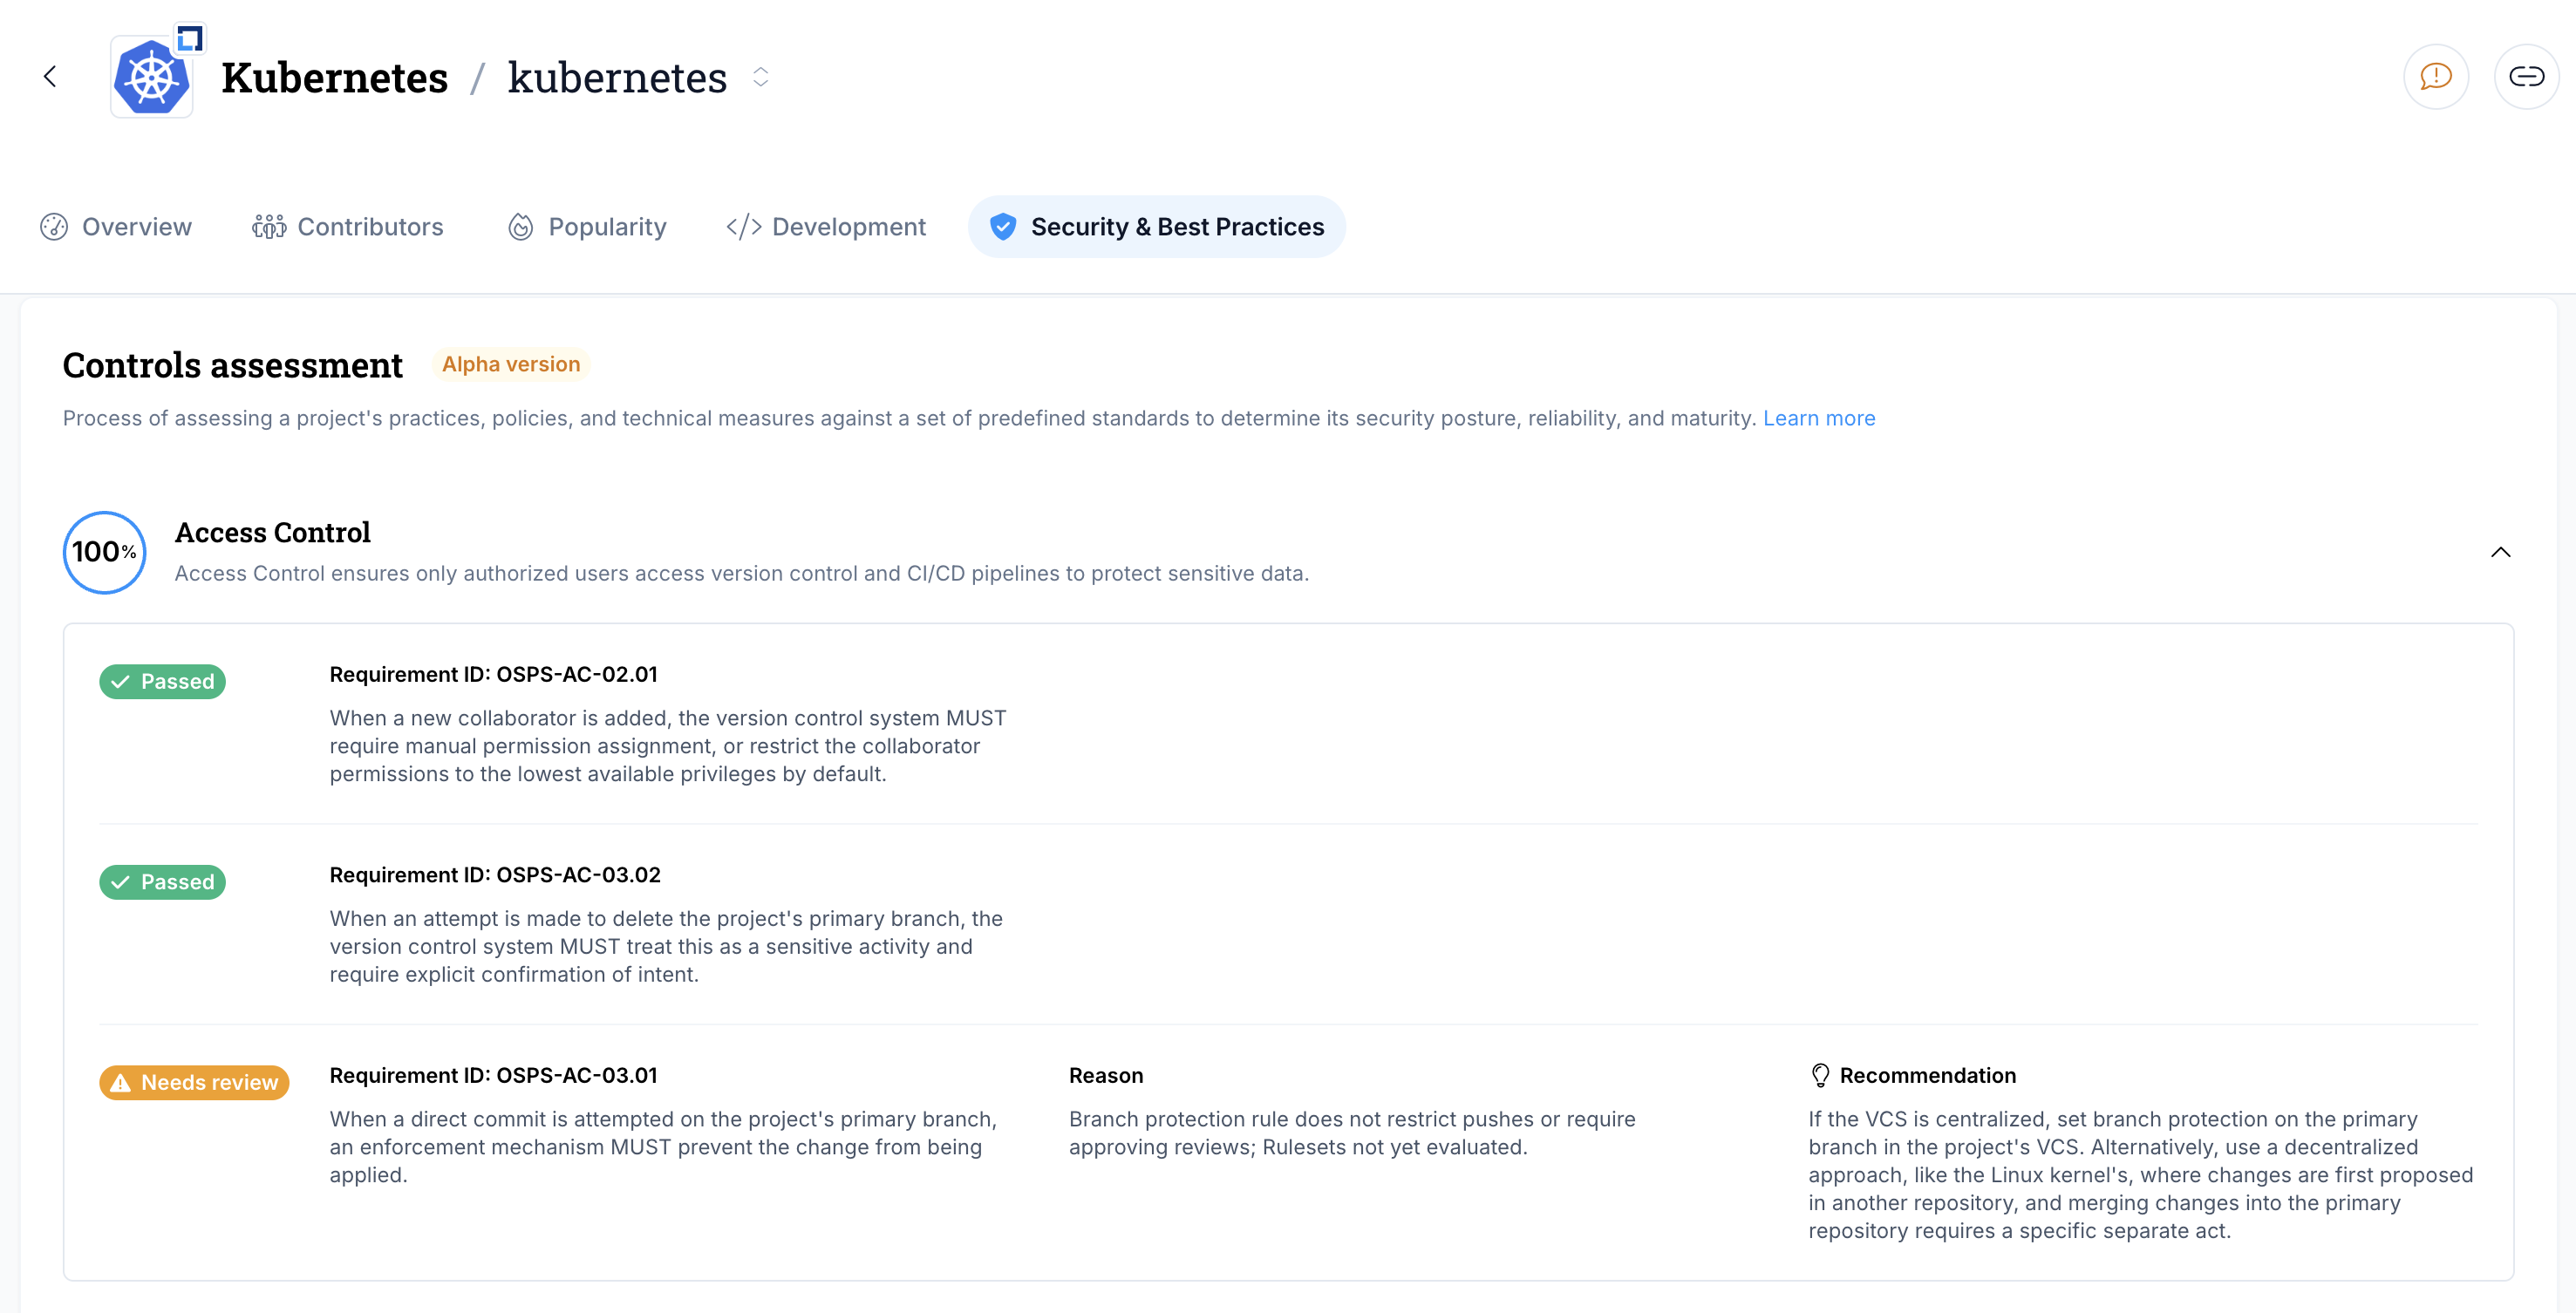 Kubernetes / kubernetes
Overview
Contributors
Popularity
</> Development
Security & Best Practices
Controls assessment
Alpha version
Process of assessing a project's practices, policies, and technical measures against a set of predefined standards to determine its security posture, reliability, and maturity. Learn more
100%
Access Control
Access Control ensures only authorized users access version control and CI/CD pipelines to protect sensitive data.
Passed
Requirement ID: OSPS-AC-02.01
When a new collaborator is added, the version control system MUST
require manual permission assignment, or restrict the collaborator
permissions to the lowest available privileges by default.
Passed
Requirement ID: OSPS-AC-03.02
When an attempt is made to delete the project's primary branch, the
version control system MUST treat this as a sensitive activity and
require explicit confirmation of intent.
Needs review
Requirement ID: OSPS-AC-03.01
When a direct commit is attempted on the project's primary branch,
an enforcement mechanism MUST prevent the change from being
applied.
Reason
Branch protection rule does not restrict pushes or require
approving reviews; Rulesets not yet evaluated.
Recommendation
If the VCS is centralized, set branch protection on the primary
branch in the project's VCS. Alternatively, use a decentralized
approach, like the Linux kernel's, where changes are first proposed
in another repository, and merging changes into the primary
repository requires a specific separate act.